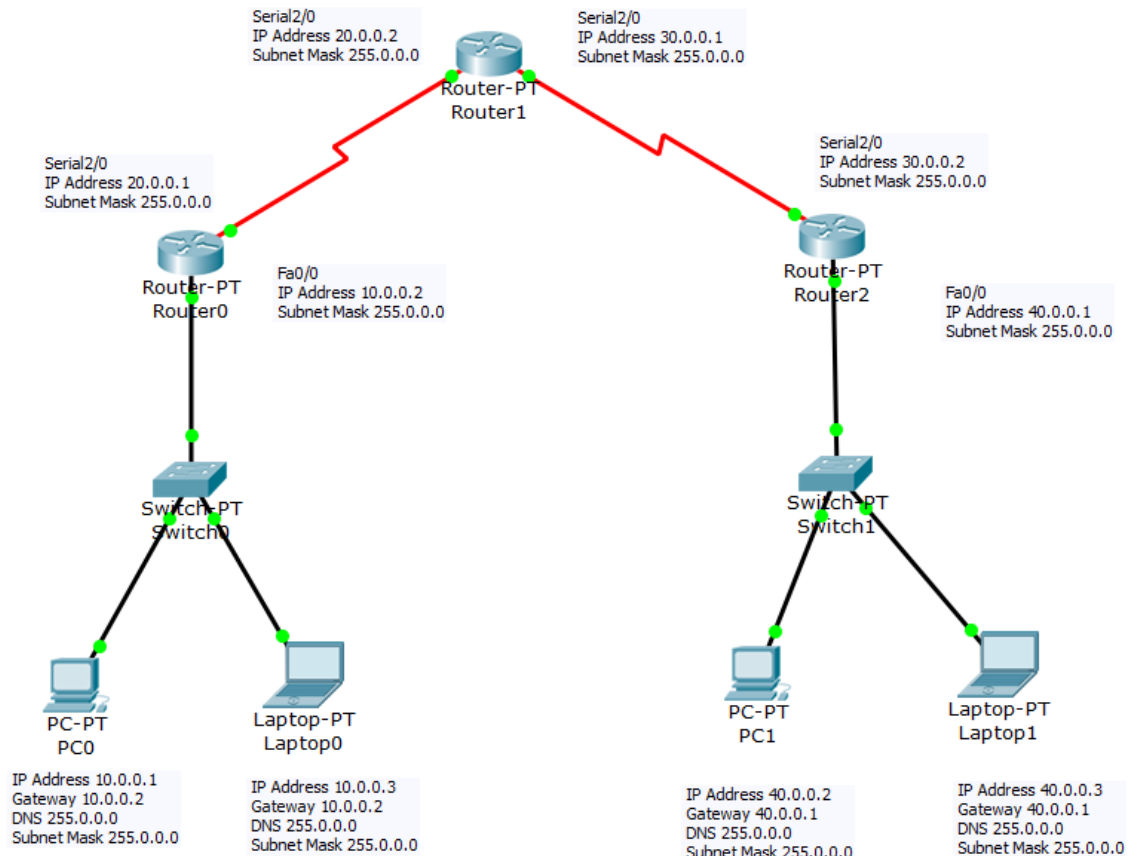 Serial2/0
IP Address 20.0.0.2
Subnet Mask 255.0.0.0
Serial2/0
IP Address 30.0.0.1
Subnet Mask 255.0.0.0
Router-PT
Router1
Serial2/0
IP Address 20.0.0.1
Subnet Mask 255.0.0.0
Serial2/0
IP Address 30.0.0.2
Subnet Mask 255.0.0.0
Router-PT
Router0
Fa0/0
IP Address 10.0.0.2
Subnet Mask 255.0.0.0
Router-PT
Router2
Fa0/0
IP Address 40.0.0.1
Subnet Mask 255.0.0.0
Switch-PT
Switch0
Switch-PT
Switch1
PC-PT
PC0
Laptop-PT
Laptop0
PC-PT
PC1
Laptop-PT
Laptop1
IP Address 10.0.0.1
Gateway 10.0.0.2
DNS 255.0.0.0
Subnet Mask 255.0.0.0
IP Address 10.0.0.3
Gateway 10.0.0.2
DNS 255.0.0.0
Subnet Mask 255.0.0.0
IP Address 40.0.0.2
Gateway 40.0.0.1
DNS 255.0.0.0
Subnet Mask 255.0.0.0
IP Address 40.0.0.3
Gateway 40.0.0.1
DNS 255.0.0.0
Subnet Mask 255.0.0.0